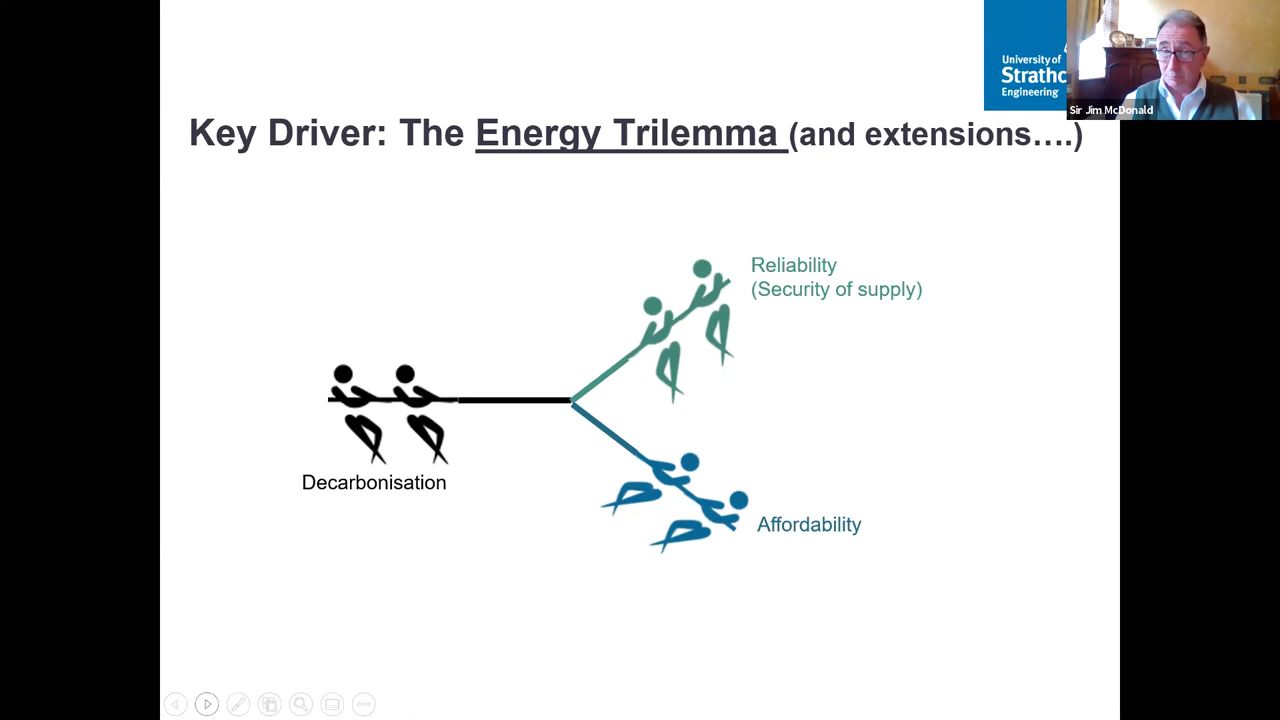 University of
Strathc
Engineering
Sir Jim McDonald
Key Driver: The Energy Trilemma (and extensions….)
Reliability
(Security of supply)
Decarbonisation
Affordability